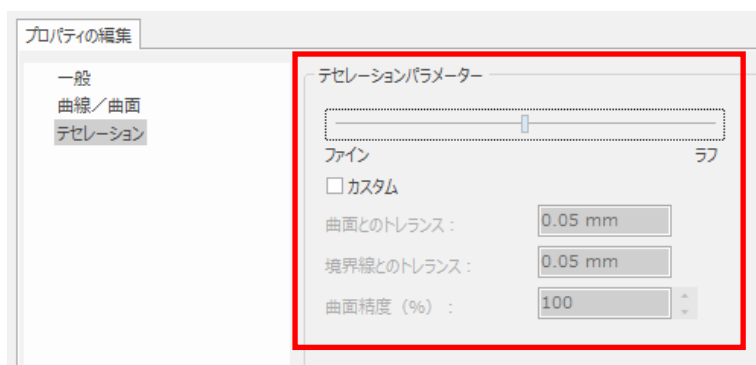 プロパティの編集
一般
曲線／曲面
テセレーション
テセレーションパラメーター
ファイン ラフ
カスタム
曲面とのトレランス： 0.05 mm
境界線とのトレランス： 0.05 mm
曲面精度（%）： 100